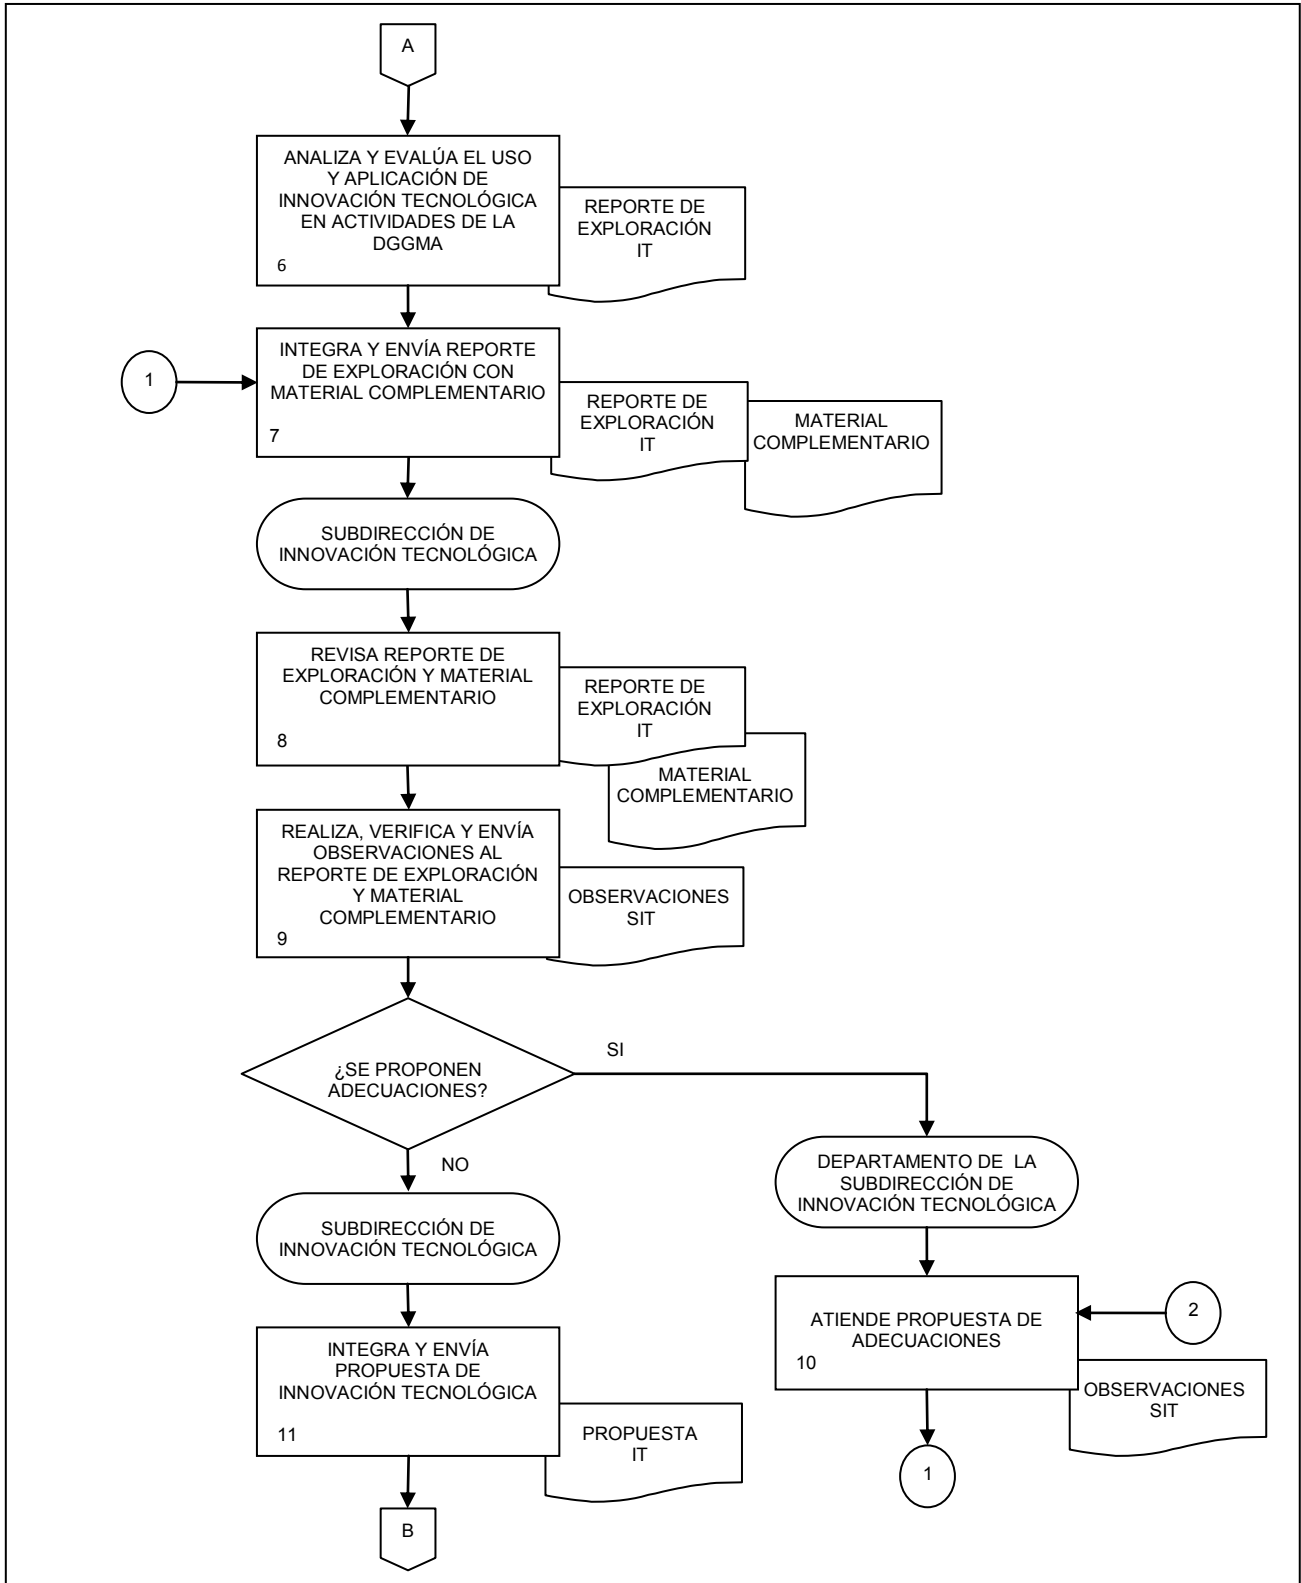 A
ANALIZA Y EVALÚA EL USO
Y APLICACIÓN DE
INNOVACIÓN TECNOLÓGICA
EN ACTIVIDADES DE LA
DGGMA
6
REPORTE DE
EXPLORACIÓN
IT
1
INTEGRA Y ENVÍA REPORTE
DE EXPLORACIÓN CON
MATERIAL COMPLEMENTARIO
7
REPORTE DE
EXPLORACIÓN
IT
MATERIAL
COMPLEMENTARIO
SUBDIRECCIÓN DE
INNOVACIÓN TECNOLÓGICA
REVISA REPORTE DE
EXPLORACIÓN Y MATERIAL
COMPLEMENTARIO
8
REPORTE DE
EXPLORACIÓN
IT
MATERIAL
COMPLEMENTARIO
REALIZA, VERIFICA Y ENVÍA
OBSERVACIONES AL
REPORTE DE EXPLORACIÓN
Y MATERIAL
COMPLEMENTARIO
9
OBSERVACIONES
SIT
¿SE PROPONEN
ADECUACIONES?
SI
NO
DEPARTAMENTO DE  LA
SUBDIRECCIÓN DE
INNOVACIÓN TECNOLÓGICA
SUBDIRECCIÓN DE
INNOVACIÓN TECNOLÓGICA
ATIENDE PROPUESTA DE
ADECUACIONES
10
2
OBSERVACIONES
SIT
INTEGRA Y ENVÍA
PROPUESTA DE
INNOVACIÓN TECNOLÓGICA
11
PROPUESTA
IT
1
B